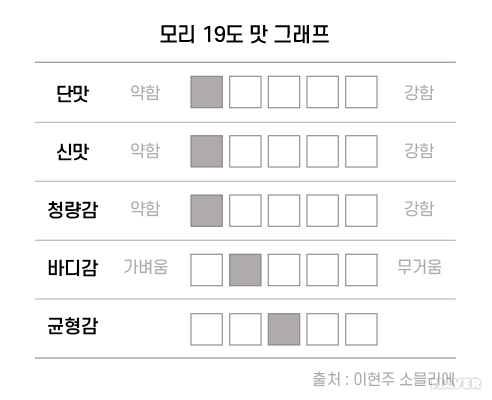 모리 19도 맛 그래프
단맛 약함 강함
신맛 약함 강함
청량감 약함 강함
바디감 가벼움 무거움
균형감
출처 : 이현주 소믈리에
NAVER